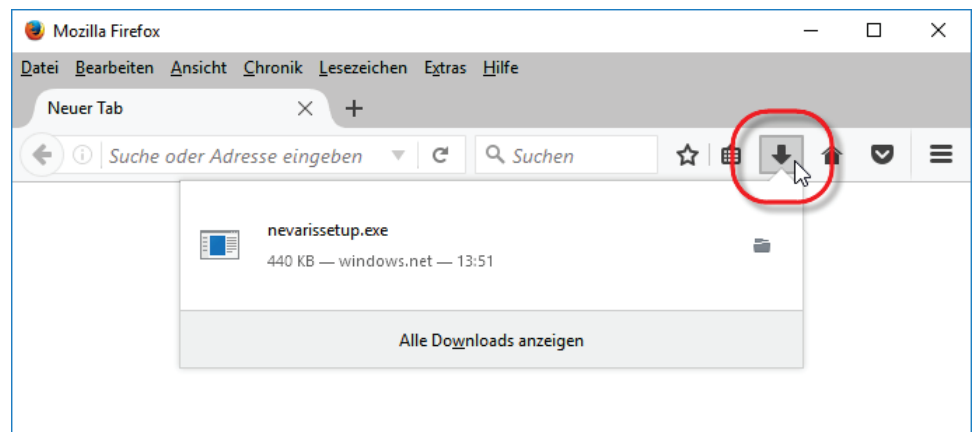 Mozilla Firefox
Datei Bearbeiten Ansicht Chronik Lesezeichen Extras Hilfe
Neuer Tab
Suche oder Adresse eingeben Suchen
nevarissetup.exe
440 KB — windows.net — 13:51
Alle Downloads anzeigen